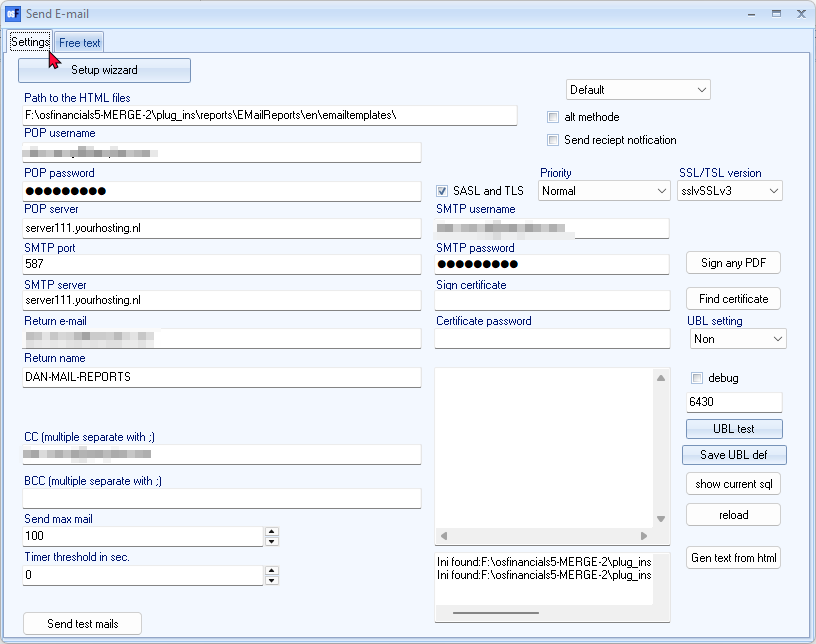 Send E-mail
Settings
Free text
Setup wizzard
Default
Path to the HTML files
F:\osfinancials5-MERGE-2\plug_ins\reports\EMailReports\en\emailtemplates\
alt methode
POP username
Send reciept notfication
POP password
Priority
SSL/TSL version
●●●●●●●●●
SASL and TLS
Normal
sslvSSLv3
POP server
SMTP username
server111.yourhosting.nl
SMTP port
SMTP password
587
●●●●●●●●●
Sign any PDF
SMTP server
Sign certificate
server111.yourhosting.nl
Find certificate
Return e-mail
Certificate password
UBL setting
Non
Return name
DAN-MAIL-REPORTS
debug
6430
CC (multiple separate with ;)
UBL test
Save UBL def
BCC (multiple separate with ;)
show current sql
Send max mail
reload
100
Timer threshold in sec.
Gen text from html
0
Ini found:F:\osfinancials5-MERGE-2\plug_ins
Ini found:F:\osfinancials5-MERGE-2\plug_ins
Send test mails